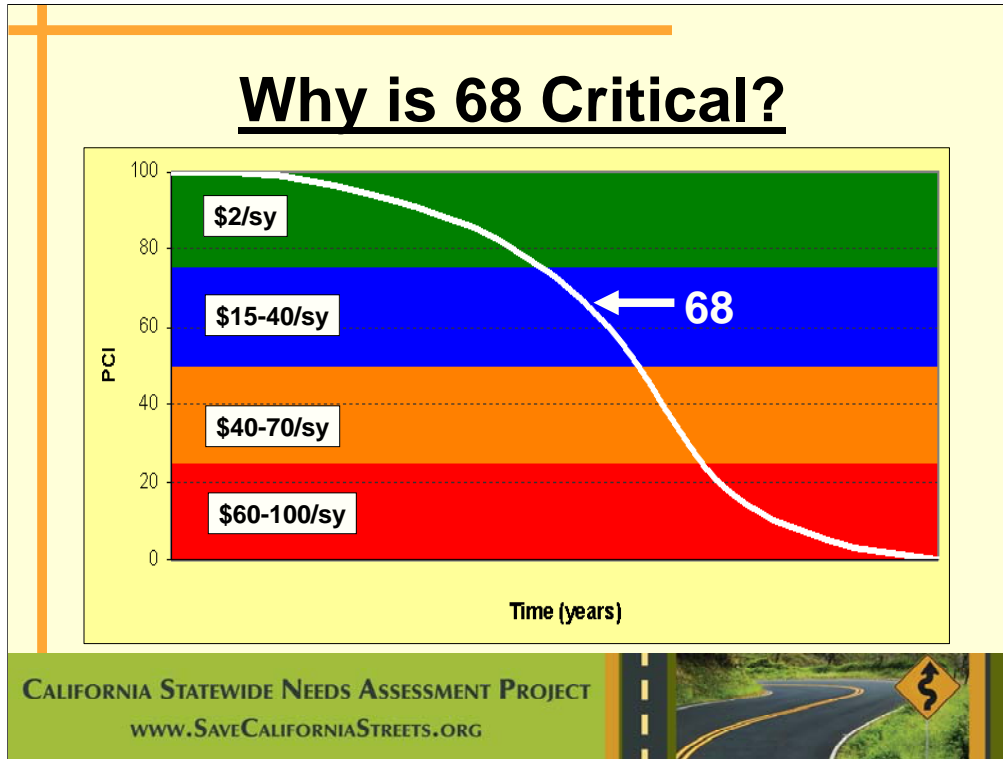 Why is 68 Critical?
100
$2/sy
80
$15-40/sy
68
60
PCI
40
$40-70/sy
20
$60-100/sy
0
Time (years)
CALIFORNIA STATEWIDE NEEDS ASSESSMENT PROJECT
WWW.SAVECALIFORNIASTREETS.ORG